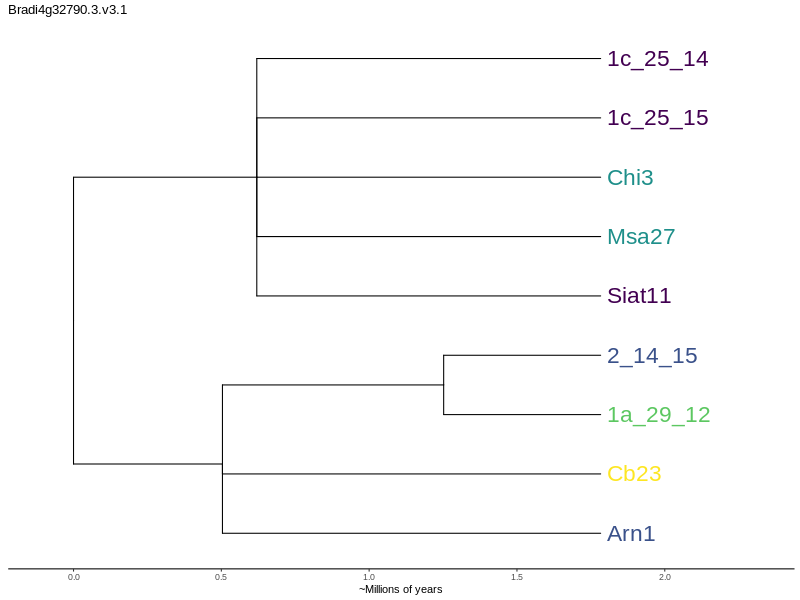 Bradi4g32790.3.v3.1
1c_25_14
1c_25_15
Chi3
Msa27
Siat11
2_14_15
1a_29_12
Cb23
Arn1
0.0 0.5 1.0 1.5 2.0
~Millions of years